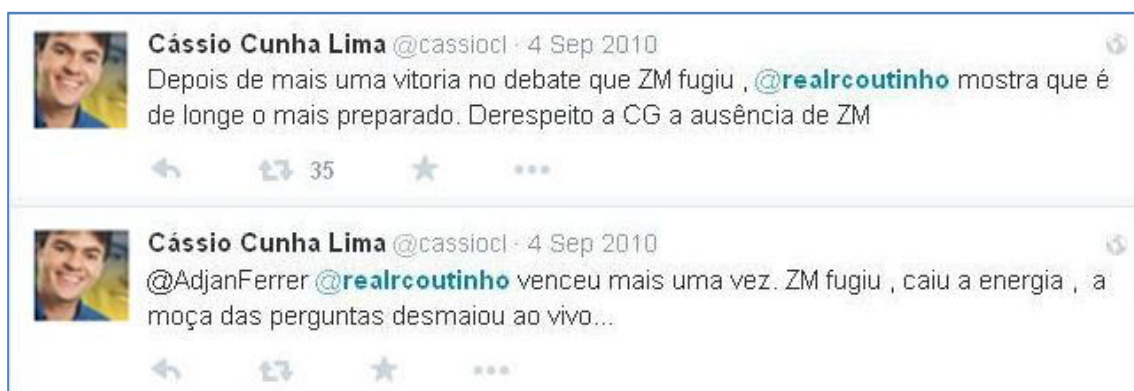 Cássio Cunha Lima @cassiocl · 4 Sep 2010
Depois de mais uma vitoria no debate que ZM fugiu , @realrcoutinho mostra que é
de longe o mais preparado. Derespeito a CG a ausência de ZM
35
Cássio Cunha Lima @cassiocl · 4 Sep 2010
@AdjanFerrer @realrcoutinho venceu mais uma vez. ZM fugiu , caiu a energia , a
moça das perguntas desmaiou ao vivo...